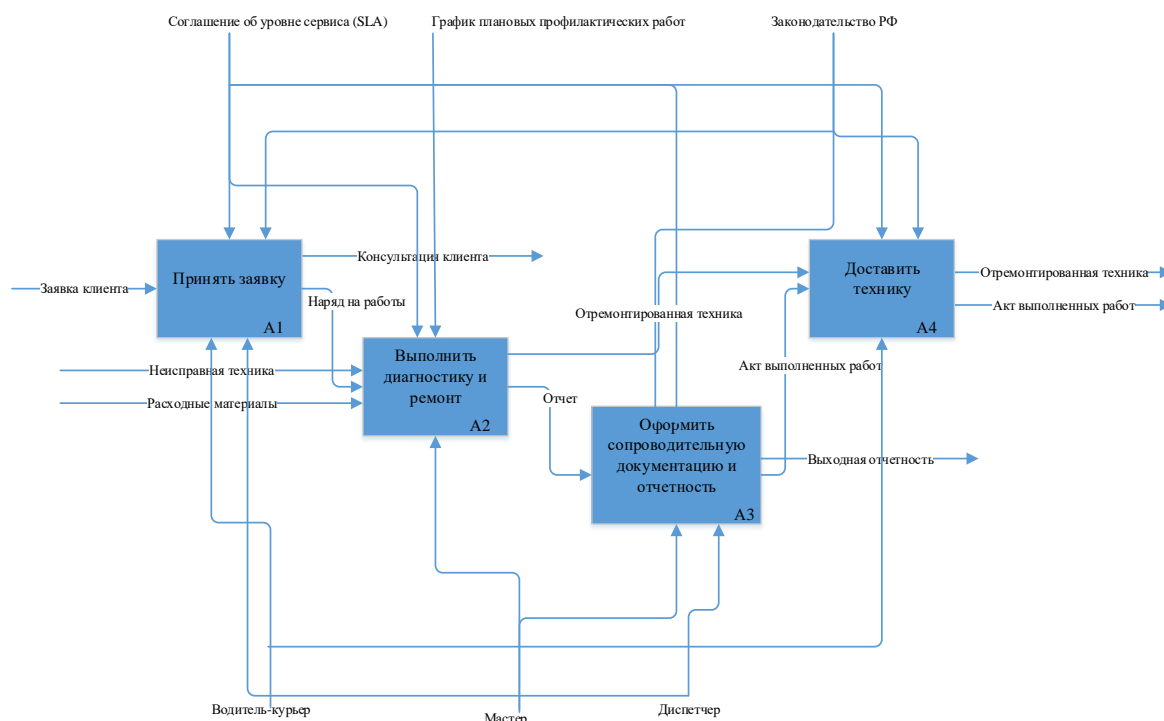 Соглашение об уровне сервиса (SLA)
График плановых профилактических работ
Законодательство РФ
Заявка клиента
Принять заявку
A1
Консультация клиента
Наряд на работы
Неисправная техника
Расходные материалы
Выполнить
диагностику и
ремонт
A2
Отчет
Отремонтированная техника
Оформить
сопроводительную
документацию и
отчетность
A3
Акт выполненных работ
Выходная отчетность
Доставить
технику
A4
Отремонтированная техника
Акт выполненных работ
Водитель-курьер
Мастер
Диспетчер